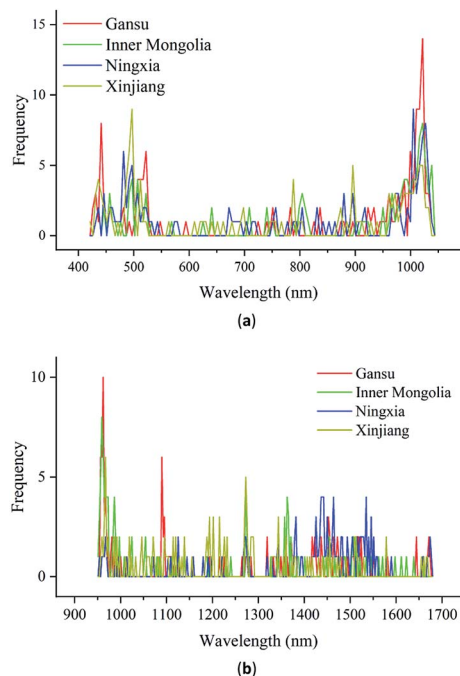 Gansu
Inner Mongolia
Ningxia
Xinjiang
15
10
5
0
Frequency
400 500 600 700 800 900 1000
Wavelength (nm)
(a)
Gansu
Inner Mongolia
Ningxia
Xinjiang
10
5
0
Frequency
900 1000 1100 1200 1300 1400 1500 1600 1700
Wavelength (nm)
(b)